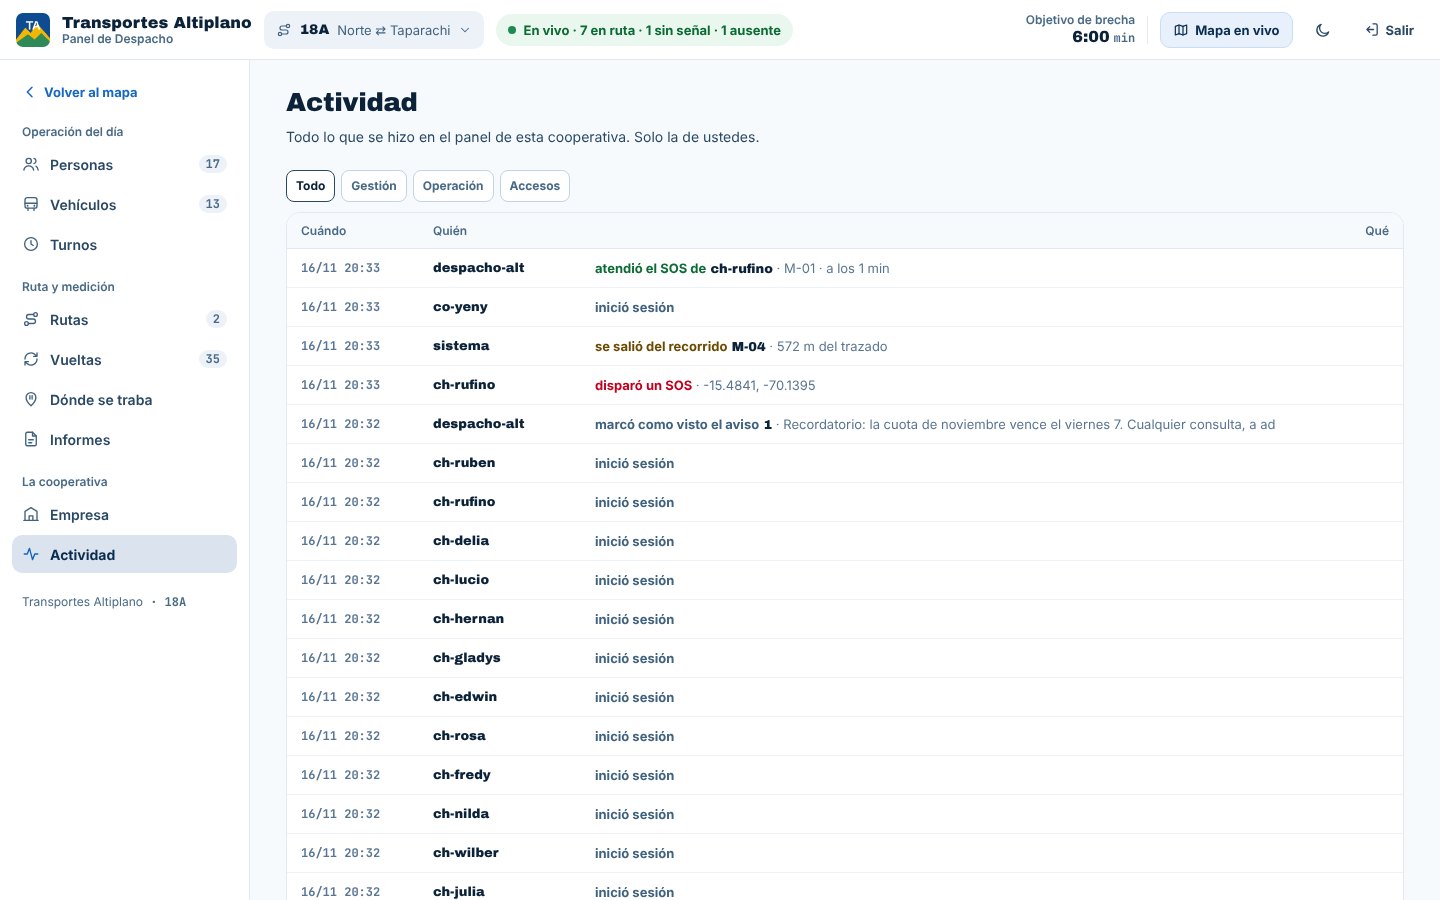 TA
Transportes Altiplano
Panel de Despacho
18A Norte ⇄ Taparachi
En vivo · 7 en ruta · 1 sin señal · 1 ausente
Objetivo de brecha
6:00 min
Mapa en vivo
Salir
Volver al mapa
Operación del día
Personas 17
Vehículos 13
Turnos
Ruta y medición
Rutas 2
Vueltas 35
Dónde se traba
Informes
La cooperativa
Empresa
Actividad
Transportes Altiplano · 18A
Actividad
Todo lo que se hizo en el panel de esta cooperativa. Solo la de ustedes.
Todo Gestión Operación Accesos
Cuándo Quién Qué
16/11 20:33 despacho-alt atendió el SOS de ch-rufino · M-01 · a los 1 min
16/11 20:33 co-yeny inició sesión
16/11 20:33 sistema se salió del recorrido M-04 · 572 m del trazado
16/11 20:33 ch-rufino disparó un SOS · -15.4841, -70.1395
16/11 20:32 despacho-alt marcó como visto el aviso 1 · Recordatorio: la cuota de noviembre vence el viernes 7. Cualquier consulta, a ad
16/11 20:32 ch-ruben inició sesión
16/11 20:32 ch-rufino inició sesión
16/11 20:32 ch-delia inició sesión
16/11 20:32 ch-lucio inició sesión
16/11 20:32 ch-hernan inició sesión
16/11 20:32 ch-gladys inició sesión
16/11 20:32 ch-edwin inició sesión
16/11 20:32 ch-rosa inició sesión
16/11 20:32 ch-fredy inició sesión
16/11 20:32 ch-nilda inició sesión
16/11 20:32 ch-wilber inició sesión
16/11 20:32 ch-julia inició sesión